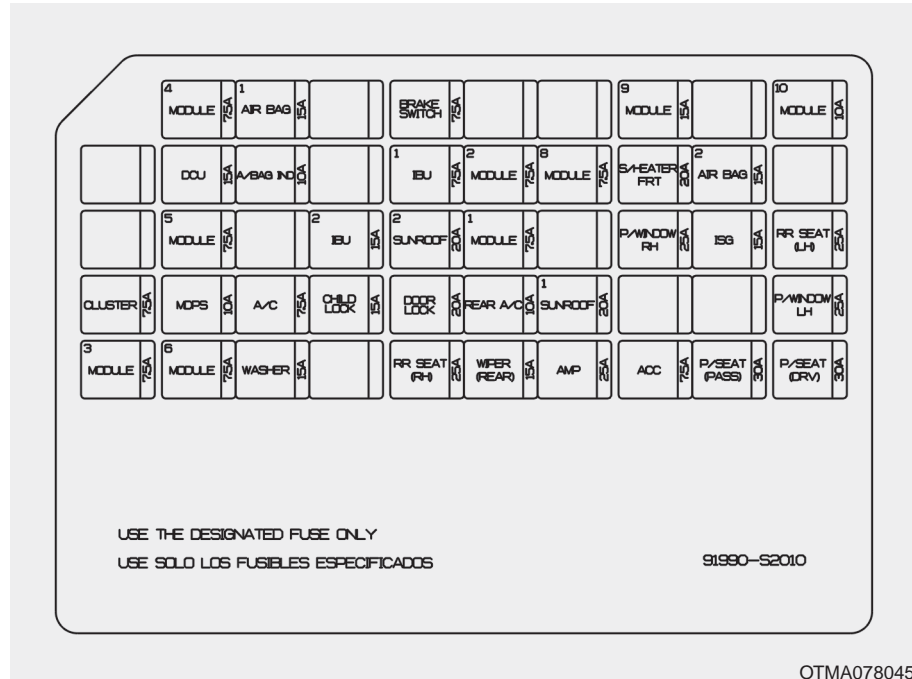 4 MODULE 7.5A
1 AIR BAG 15A
BRAKE
SWITCH 7.5A
9 MODULE 15A
10 MODULE 10A
DCU 15A
A/BAG IND 10A
1 IBU 7.5A
2 MODULE 7.5A
8 MODULE 7.5A
S/HEATER
FRT 20A
2 AIR BAG 15A
5 MODULE 7.5A
2 IBU 15A
2 SUNROOF 20A
1 MODULE 7.5A
P/WINDOW
RH 25A
ISG 15A
RR SEAT
(LH) 25A
CLUSTER 7.5A
MDPS 10A
A/C 7.5A
CHILD
LOCK 15A
DOOR
LOCK 20A
REAR A/C 10A
1 SUNROOF 20A
P/WINDOW
LH 25A
3 MODULE 7.5A
6 MODULE 7.5A
WASHER 15A
RR SEAT
(RH) 25A
WIPER
(REAR) 15A
AMP 25A
ACC 7.5A
P/SEAT
(PASS) 30A
P/SEAT
(DRV) 30A
USE THE DESIGNATED FUSE ONLY
USE SOLO LOS FUSIBLES ESPECIFICADOS
91990-S2010
OTMA078045